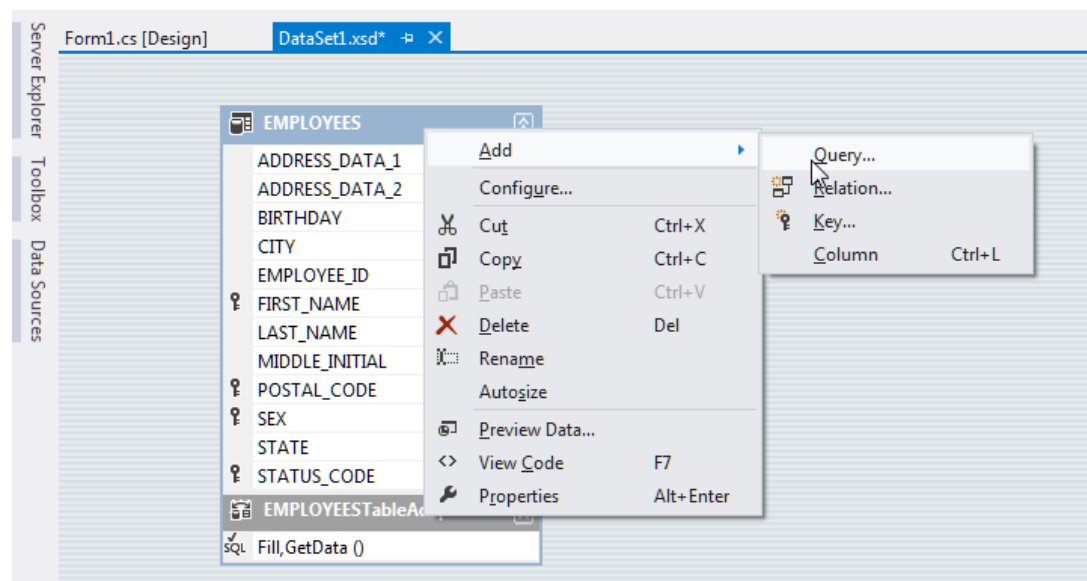 Server Explorer
Toolbox
Data Sources
Form1.cs [Design]
DataSet1.xsd*
EMPLOYEES
ADDRESS_DATA_1
ADDRESS_DATA_2
BIRTHDAY
CITY
EMPLOYEE_ID
FIRST_NAME
LAST_NAME
MIDDLE_INITIAL
POSTAL_CODE
SEX
STATE
STATUS_CODE
SQL Fill,GetData ()
Add
Configure...
Cut Ctrl+X
Copy Ctrl+C
Paste Ctrl+V
Delete Del
Rename
Autosize
Preview Data...
View Code F7
Properties Alt+Enter
Query...
Relation...
Key...
Column Ctrl+L